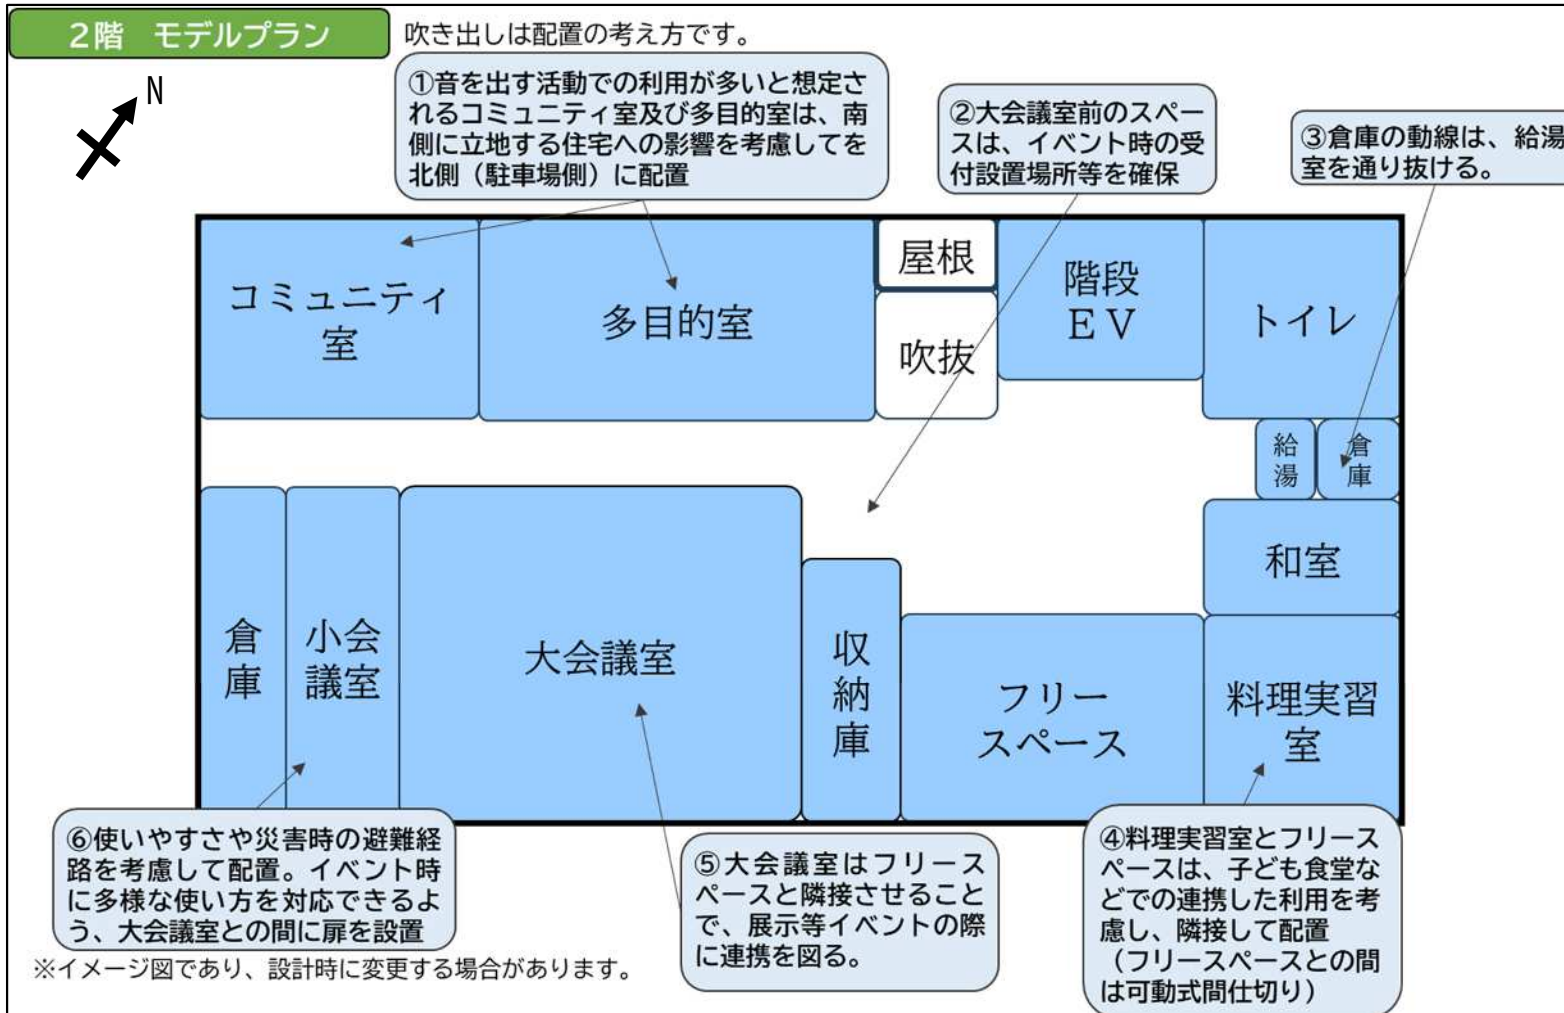 2階 モデルプラン
吹き出しは配置の考え方です。
N
①音を出す活動での利用が多いと想定さ
れるコミュニティ室及び多目的室は、南
側に立地する住宅への影響を考慮してを
北側（駐車場側）に配置
②大会議室前のスペー
スは、イベント時の受
付設置場所等を確保
③倉庫の動線は、給湯
室を通り抜ける。
コミュニティ
室
多目的室
屋根
吹抜
階段
ＥＶ
トイレ
給
湯
倉
庫
和室
倉
庫
小会
議室
大会議室
収
納
庫
フリー
スペース
料理実習
室
⑥使いやすさや災害時の避難経
路を考慮して配置。イベント時
に多様な使い方を対応できるよ
う、大会議室との間に扉を設置
⑤大会議室はフリース
ペースと隣接させること
で、展示等イベントの際
に連携を図る。
④料理実習室とフリース
ペースは、子ども食堂な
どでの連携した利用を考
慮し、隣接して配置
（フリースペースとの間
は可動式間仕切り）
※イメージ図であり、設計時に変更する場合があります。